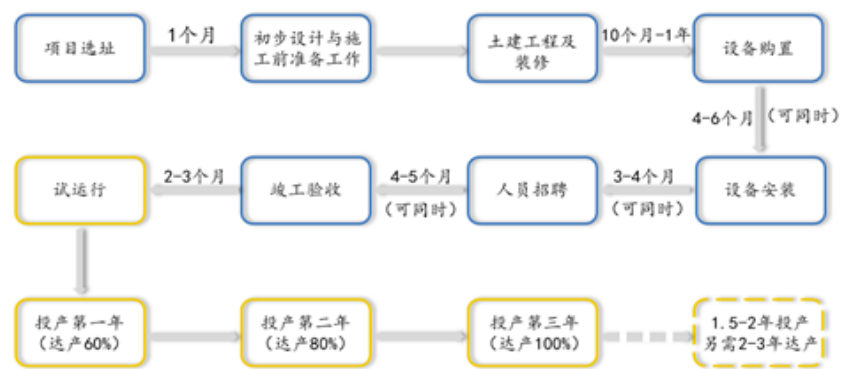 项目选址
1个月
初步设计与施
工前准备工作
土建工程及
装修
10个月-1年
设备购置
4-6个月
(可同时)
设备安装
3-4个月
(可同时)
人员招聘
4-5个月
(可同时)
竣工验收
2-3个月
试运行
投产第一年
(达产60%)
投产第二年
(达产80%)
投产第三年
(达产100%)
1.5-2年投产
另需2-3年达产